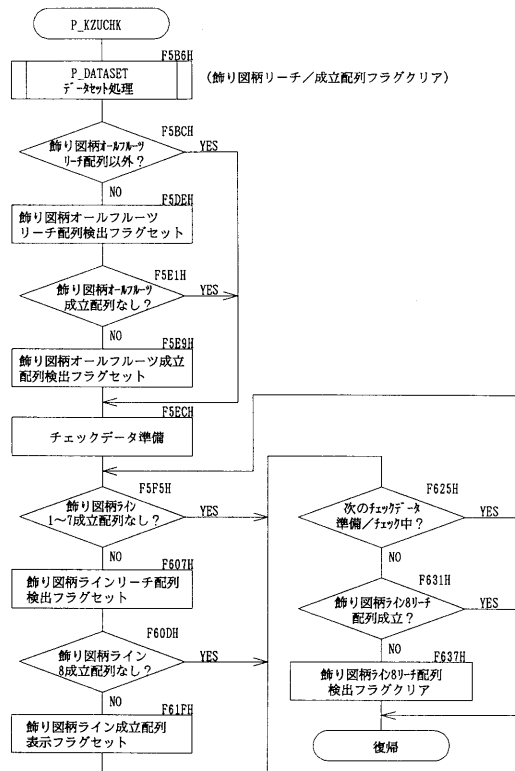 P_KZUCHK
F5B6H
P_DATASET
データセット処理
(飾り図柄リーチ／成立配列フラグクリア)
F5BCH
飾り図柄オールフルーツ
リーチ配列以外？
YES
NO
F5DEH
飾り図柄オールフルーツ
リーチ配列検出フラグセット
F5E1H
飾り図柄オールフルーツ
成立配列なし？
YES
NO
F5E9H
飾り図柄オールフルーツ成立
配列検出フラグセット
F5ECH
チェックデータ準備
F5F5H
飾り図柄ライン
1～7成立配列なし？
YES
NO
F607H
飾り図柄ラインリーチ配列
検出フラグセット
F60DH
飾り図柄ライン
8成立配列なし？
YES
NO
F61FH
飾り図柄ライン成立配列
表示フラグセット
F625H
次のチェックデータ
準備/チェック中？
YES
NO
F631H
飾り図柄ライン8リーチ
配列成立？
YES
NO
F637H
飾り図柄ライン8リーチ配列
検出フラグクリア
復帰